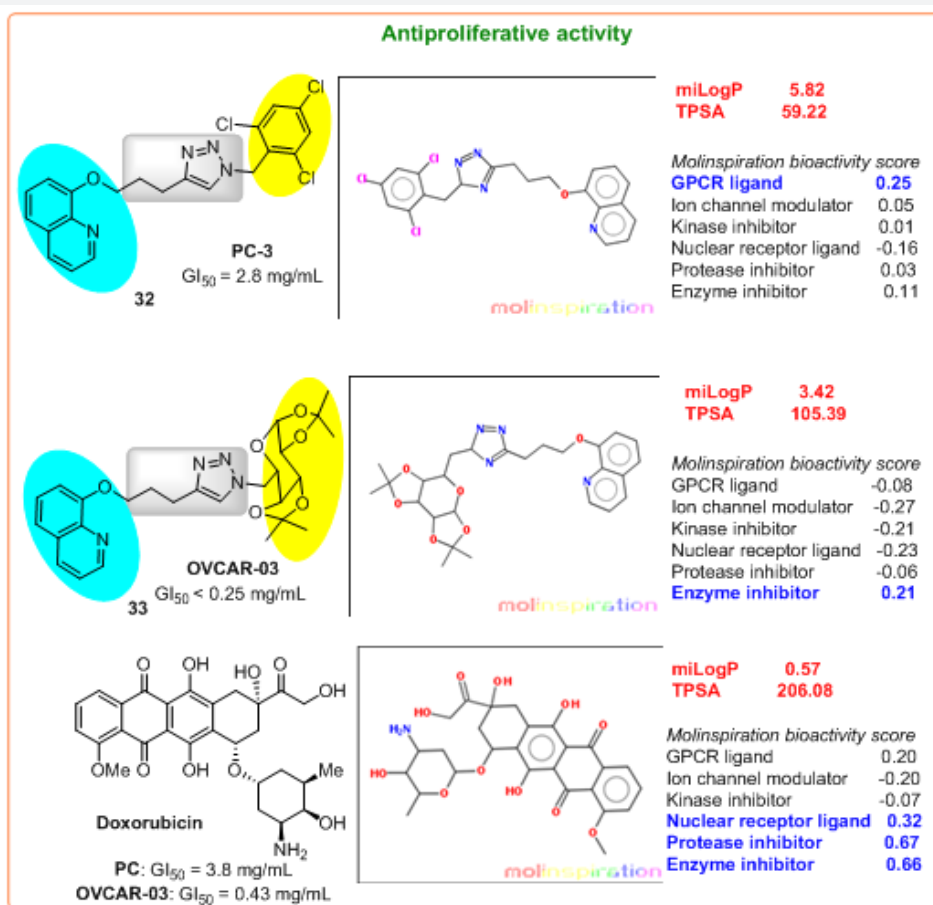 Antiproliferative activity
Cl
Cl
Cl
N=N
N
O
N
PC-3
GI50 = 2.8 mg/mL
32
Cl
Cl
Cl
N
N
N
O
N
molinspiration
miLogP 5.82
TPSA 59.22
Molinspiration bioactivity score
GPCR ligand 0.25
Ion channel modulator 0.05
Kinase inhibitor 0.01
Nuclear receptor ligand -0.16
Protease inhibitor 0.03
Enzyme inhibitor 0.11
O
O
O
N=N
N
O
O
O
N
OVCAR-03
GI50 < 0.25 mg/mL
33
N
N
N
O
N
O
O
O
O
O
molinspiration
miLogP 3.42
TPSA 105.39
Molinspiration bioactivity score
GPCR ligand -0.08
Ion channel modulator -0.27
Kinase inhibitor -0.21
Nuclear receptor ligand -0.23
Protease inhibitor -0.06
Enzyme inhibitor 0.21
O
OH
HO
O
OH
OMe
O
OH
O
Me
OH
NH2
Doxorubicin
PC: GI50 = 3.8 mg/mL
OVCAR-03: GI50 = 0.43 mg/mL
O
OH
HO
OH
H2N
O
HO
O
O
OH
O
O
molinspiration
miLogP 0.57
TPSA 206.08
Molinspiration bioactivity score
GPCR ligand 0.20
Ion channel modulator -0.20
Kinase inhibitor -0.07
Nuclear receptor ligand 0.32
Protease inhibitor 0.67
Enzyme inhibitor 0.66